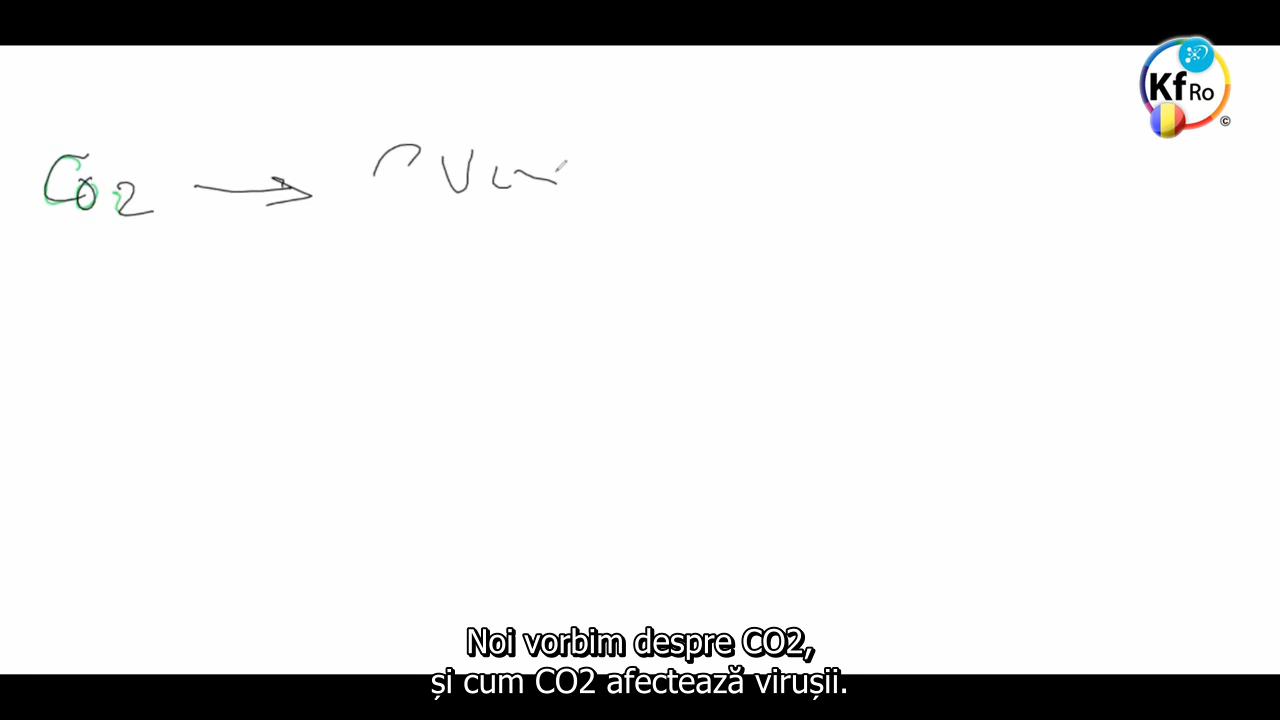 Kf Ro
©
CO2
Noi vorbim despre CO2,
și cum CO2 afectează virușii.